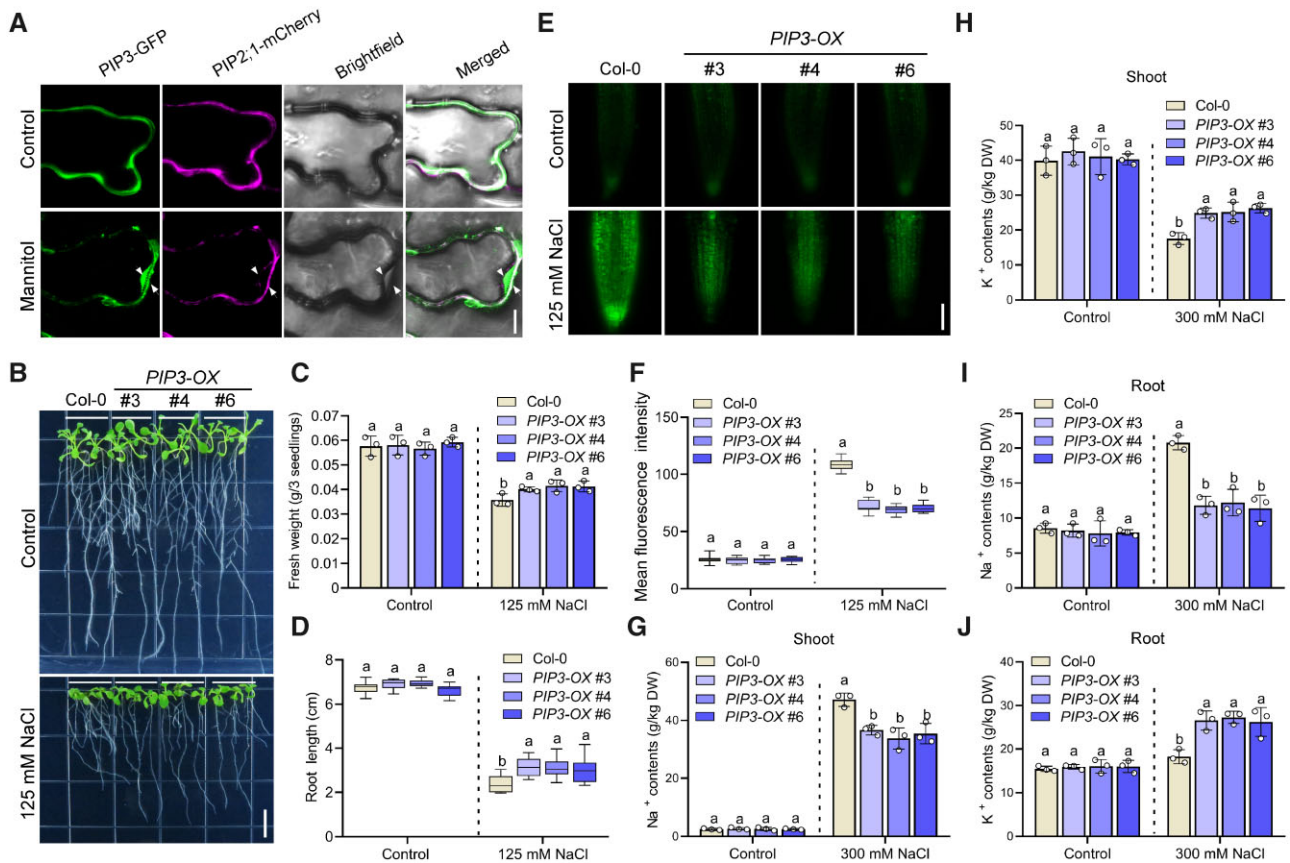 A
PIP3-GFP
PIP2;1-mCherry
Brightfield
Merged
Control
Mannitol
B
PIP3-OX
Col-0 #3 #4 #6
Control
125 mM NaCl
C
Fresh weight (g/3 seedlings)
0.07
0.06
0.05
0.04
0.03
0.02
0.01
0.00
a a a a
b a a a
Col-0
PIP3-OX #3
PIP3-OX #4
PIP3-OX #6
Control 125 mM NaCl
D
Root length (cm)
8
6
4
2
0
a a a a
b a a a
Col-0
PIP3-OX #3
PIP3-OX #4
PIP3-OX #6
Control 125 mM NaCl
E
PIP3-OX
Col-0 #3 #4 #6
Control
125 mM NaCl
F
Mean fluorescence intensity
150
100
50
0
a a a a
a b b b
Col-0
PIP3-OX #3
PIP3-OX #4
PIP3-OX #6
Control 125 mM NaCl
G
Shoot
Na + contents (g/kg DW)
60
40
20
0
a a a a
a b b b
Col-0
PIP3-OX #3
PIP3-OX #4
PIP3-OX #6
Control 300 mM NaCl
H
Shoot
K + contents (g/kg DW)
50
40
30
20
10
0
a a a a
b a a a
Col-0
PIP3-OX #3
PIP3-OX #4
PIP3-OX #6
Control 300 mM NaCl
I
Root
Na + contents (g/kg DW)
25
20
15
10
5
0
a a a a
a b b b
Col-0
PIP3-OX #3
PIP3-OX #4
PIP3-OX #6
Control 300 mM NaCl
J
Root
K + contents (g/kg DW)
40
30
20
10
0
a a a a
b a a a
Col-0
PIP3-OX #3
PIP3-OX #4
PIP3-OX #6
Control 300 mM NaCl